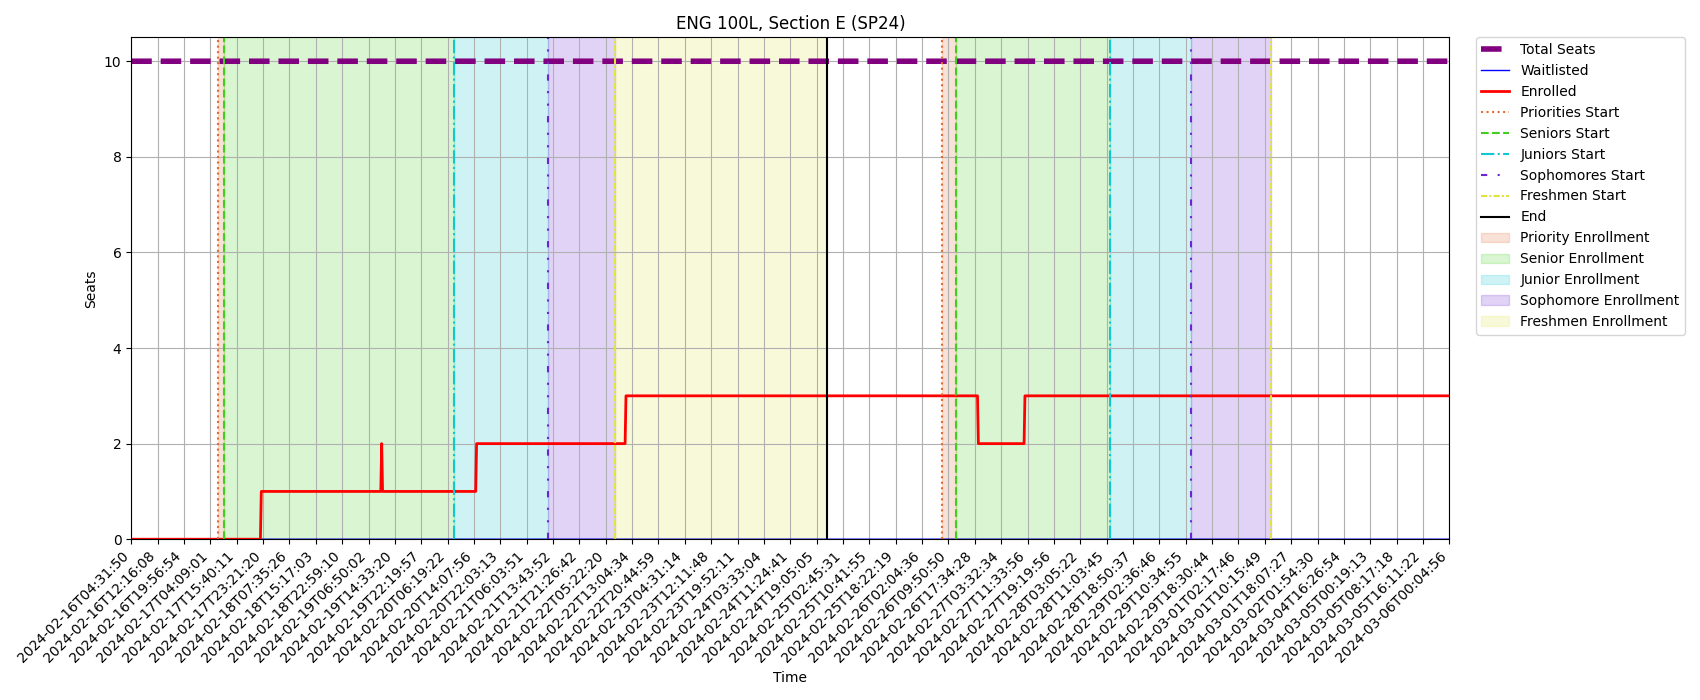 ENG 100L, Section E (SP24)
Seats
10
8
6
4
2
0
2024-02-16T04:31:50
2024-02-16T12:16:08
2024-02-16T19:56:54
2024-02-17T04:09:01
2024-02-17T15:40:11
2024-02-17T23:21:20
2024-02-18T07:35:26
2024-02-18T15:17:03
2024-02-18T22:59:10
2024-02-19T06:50:02
2024-02-19T14:33:20
2024-02-19T22:19:57
2024-02-20T06:19:22
2024-02-20T14:07:56
2024-02-20T22:03:13
2024-02-21T06:03:51
2024-02-21T13:43:52
2024-02-21T21:26:42
2024-02-22T05:22:20
2024-02-22T13:04:34
2024-02-22T20:44:59
2024-02-23T04:31:14
2024-02-23T12:11:48
2024-02-23T19:52:11
2024-02-24T03:33:04
2024-02-24T11:24:41
2024-02-24T19:05:05
2024-02-25T02:45:31
2024-02-25T10:41:55
2024-02-25T18:22:19
2024-02-26T02:04:36
2024-02-26T09:50:50
2024-02-26T17:34:28
2024-02-27T03:32:34
2024-02-27T11:33:56
2024-02-27T19:19:56
2024-02-28T03:05:22
2024-02-28T11:03:45
2024-02-28T18:50:37
2024-02-29T02:36:46
2024-02-29T10:34:55
2024-02-29T18:30:44
2024-03-01T02:17:46
2024-03-01T10:15:49
2024-03-01T18:07:27
2024-03-02T01:54:30
2024-03-04T16:26:54
2024-03-05T00:19:13
2024-03-05T08:17:18
2024-03-05T16:11:22
2024-03-06T00:04:56
Time
Total Seats
Waitlisted
Enrolled
Priorities Start
Seniors Start
Juniors Start
Sophomores Start
Freshmen Start
End
Priority Enrollment
Senior Enrollment
Junior Enrollment
Sophomore Enrollment
Freshmen Enrollment